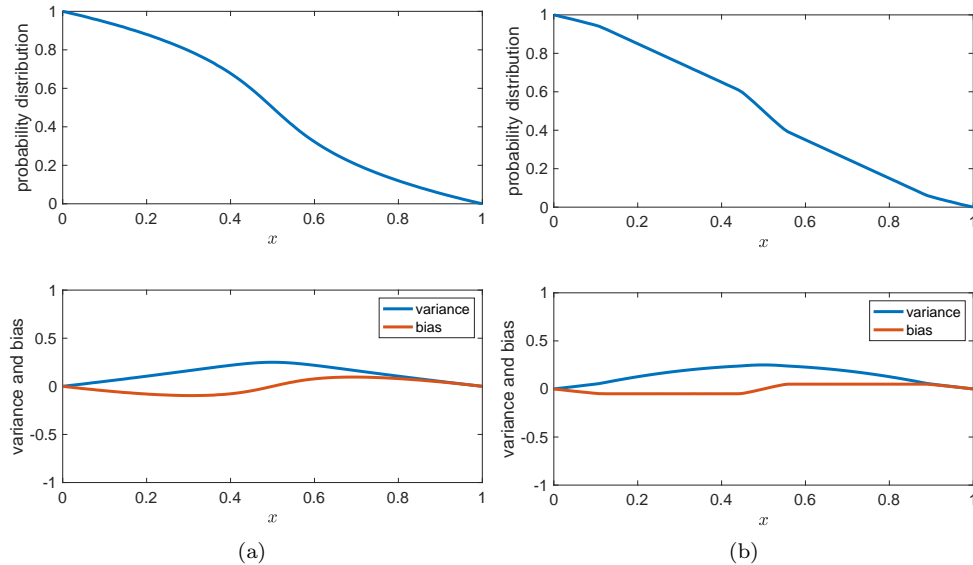 1
0.8
0.6
0.4
0.2
0
probability distribution
0 0.2 0.4 0.6 0.8 1
x
1
0.8
0.6
0.4
0.2
0
probability distribution
0 0.2 0.4 0.6 0.8 1
x
1
0.5
0
-0.5
-1
variance and bias
variance
bias
0 0.2 0.4 0.6 0.8 1
x
(a)
1
0.5
0
-0.5
-1
variance and bias
variance
bias
0 0.2 0.4 0.6 0.8 1
x
(b)